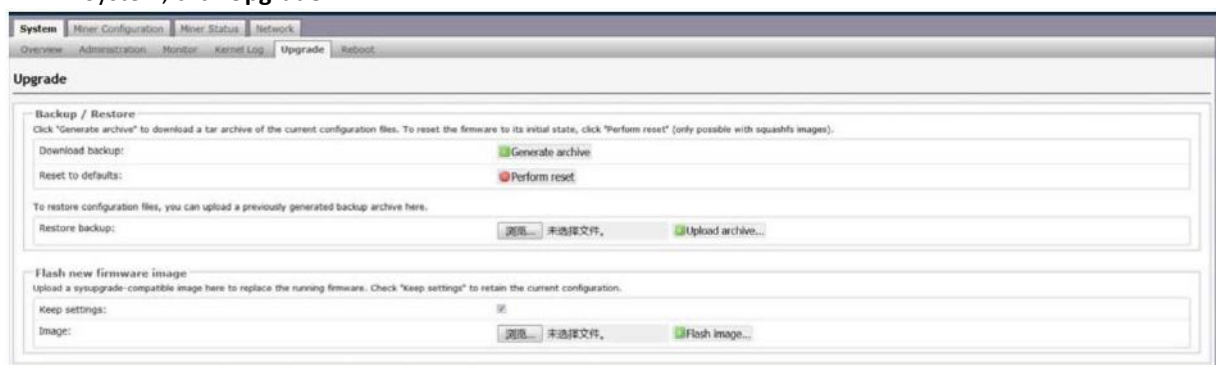 System Miner Configuration Miner Status Network
Overview Administration Monitor Kernel Log Upgrade Reboot
Upgrade
Backup / Restore
Click "Generate archive" to download a tar archive of the current configuration files. To reset the firmware to its initial state, click "Perform reset" (only possible with squashfs images).
Download backup: Generate archive
Reset to defaults: Perform reset
To restore configuration files, you can upload a previously generated backup archive here.
Restore backup: 浏览... 未选择文件。 Upload archive...
Flash new firmware image
Upload a sysupgrade-compatible image here to replace the running firmware. Check "Keep settings" to retain the current configuration.
Keep settings:
Image: 浏览... 未选择文件。 Flash image...